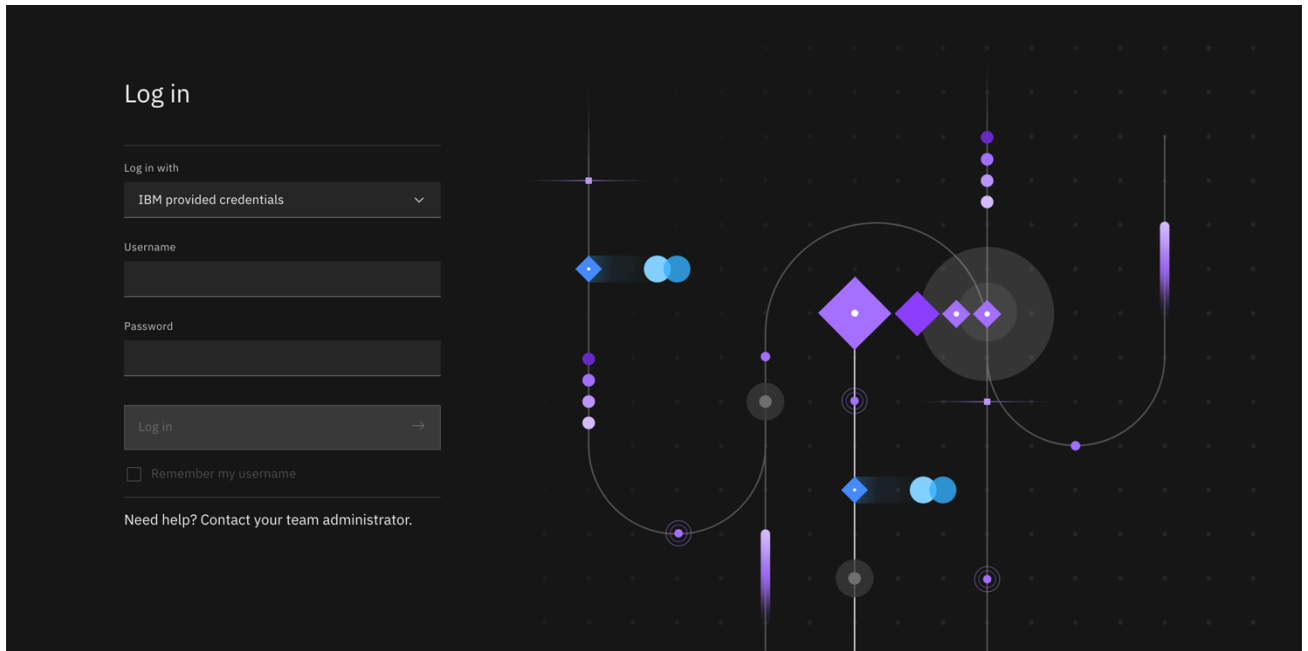 Log in
Log in with
IBM provided credentials
Username
Password
Log in
Remember my username
Need help? Contact your team administrator.